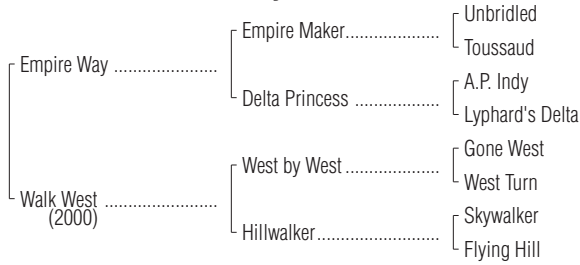 Unbridled
Empire Maker....................
Toussaud
Empire Way ......................
A.P. Indy
Delta Princess ..................
Lyphard's Delta
Gone West
West by West ....................
West Turn
Walk West ........................
(2000)
Skywalker
Hillwalker..........................
Flying Hill